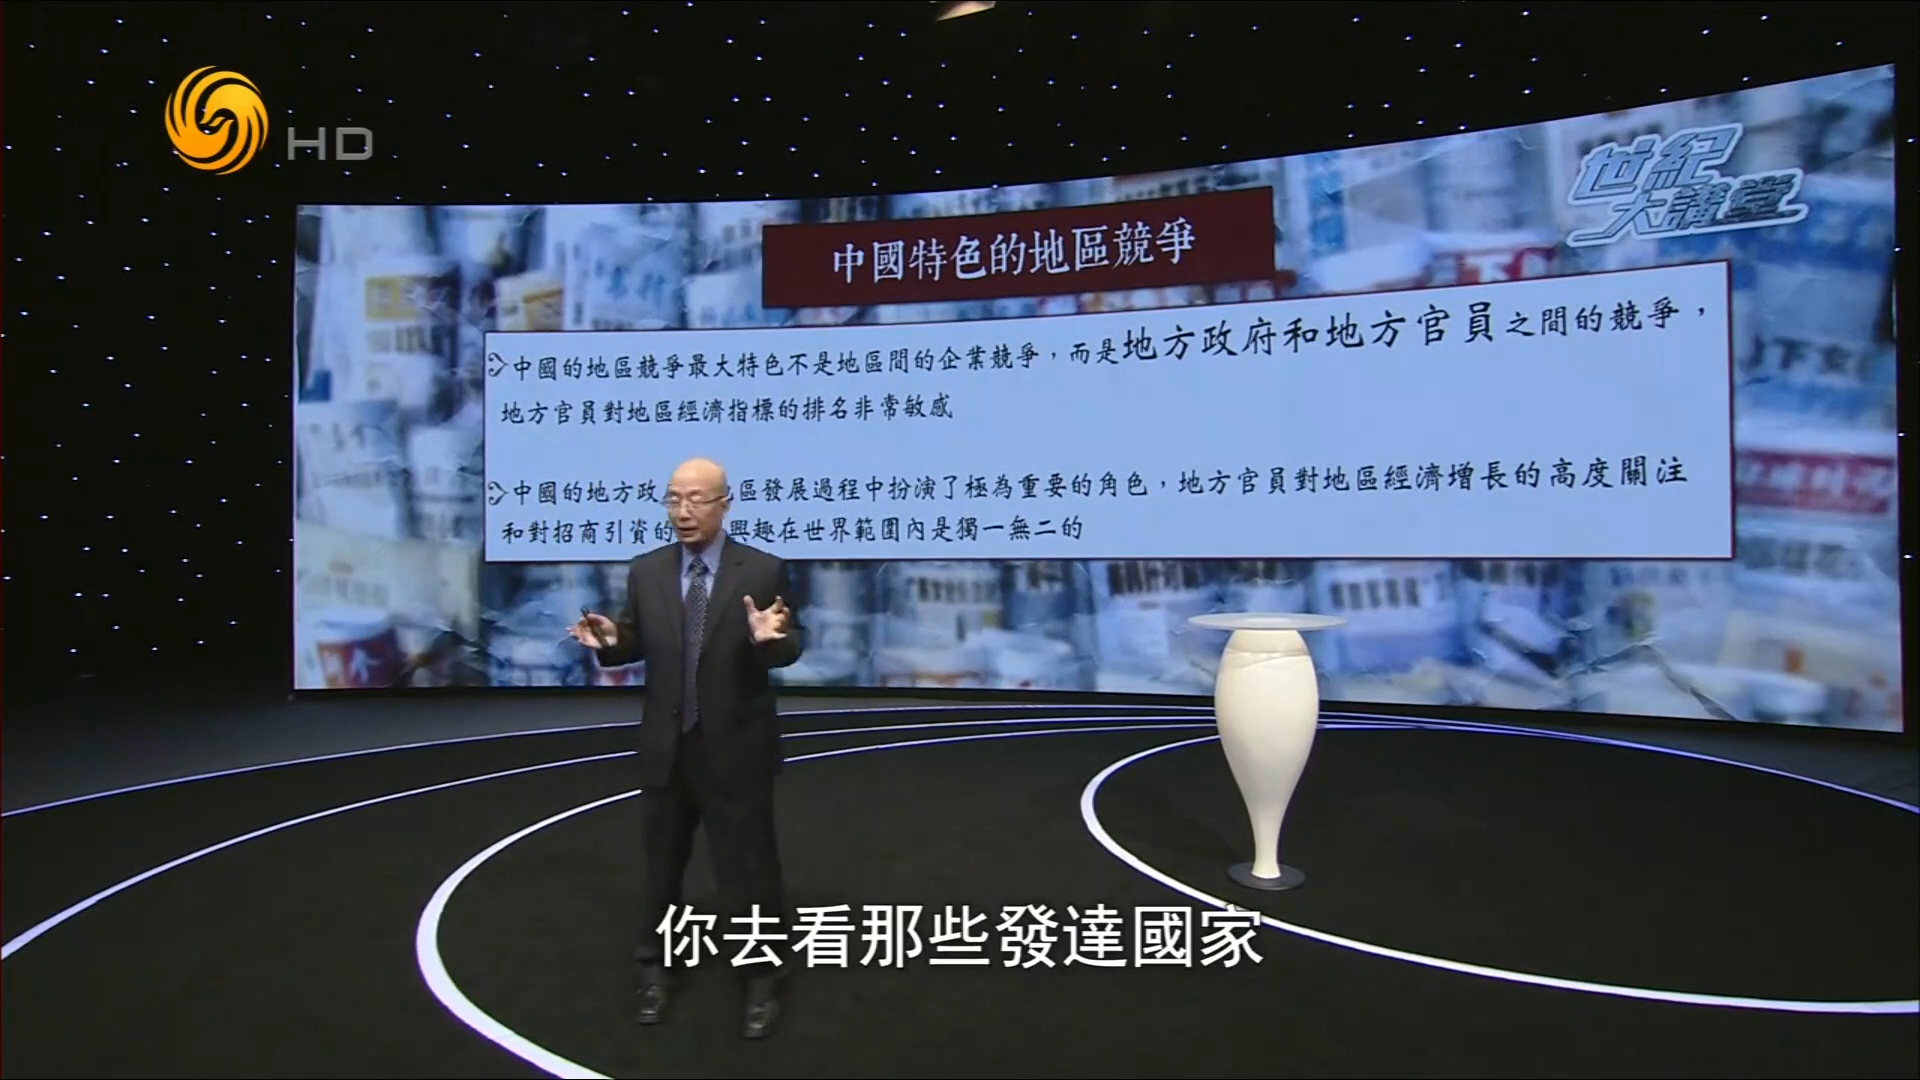 HD
世紀
大講堂
中國特色的地區競爭
中國的地區競爭最大特色不是地區間的企業競爭，而是地方政府和地方官員之間的競爭，
地方官員對地區經濟指標的排名非常敏感
中國的地方政 區發展過程中扮演了極為重要的角色，地方官員對地區經濟增長的高度關注
和對招商引資的 興趣在世界範圍內是獨一無二的
你去看那些發達國家